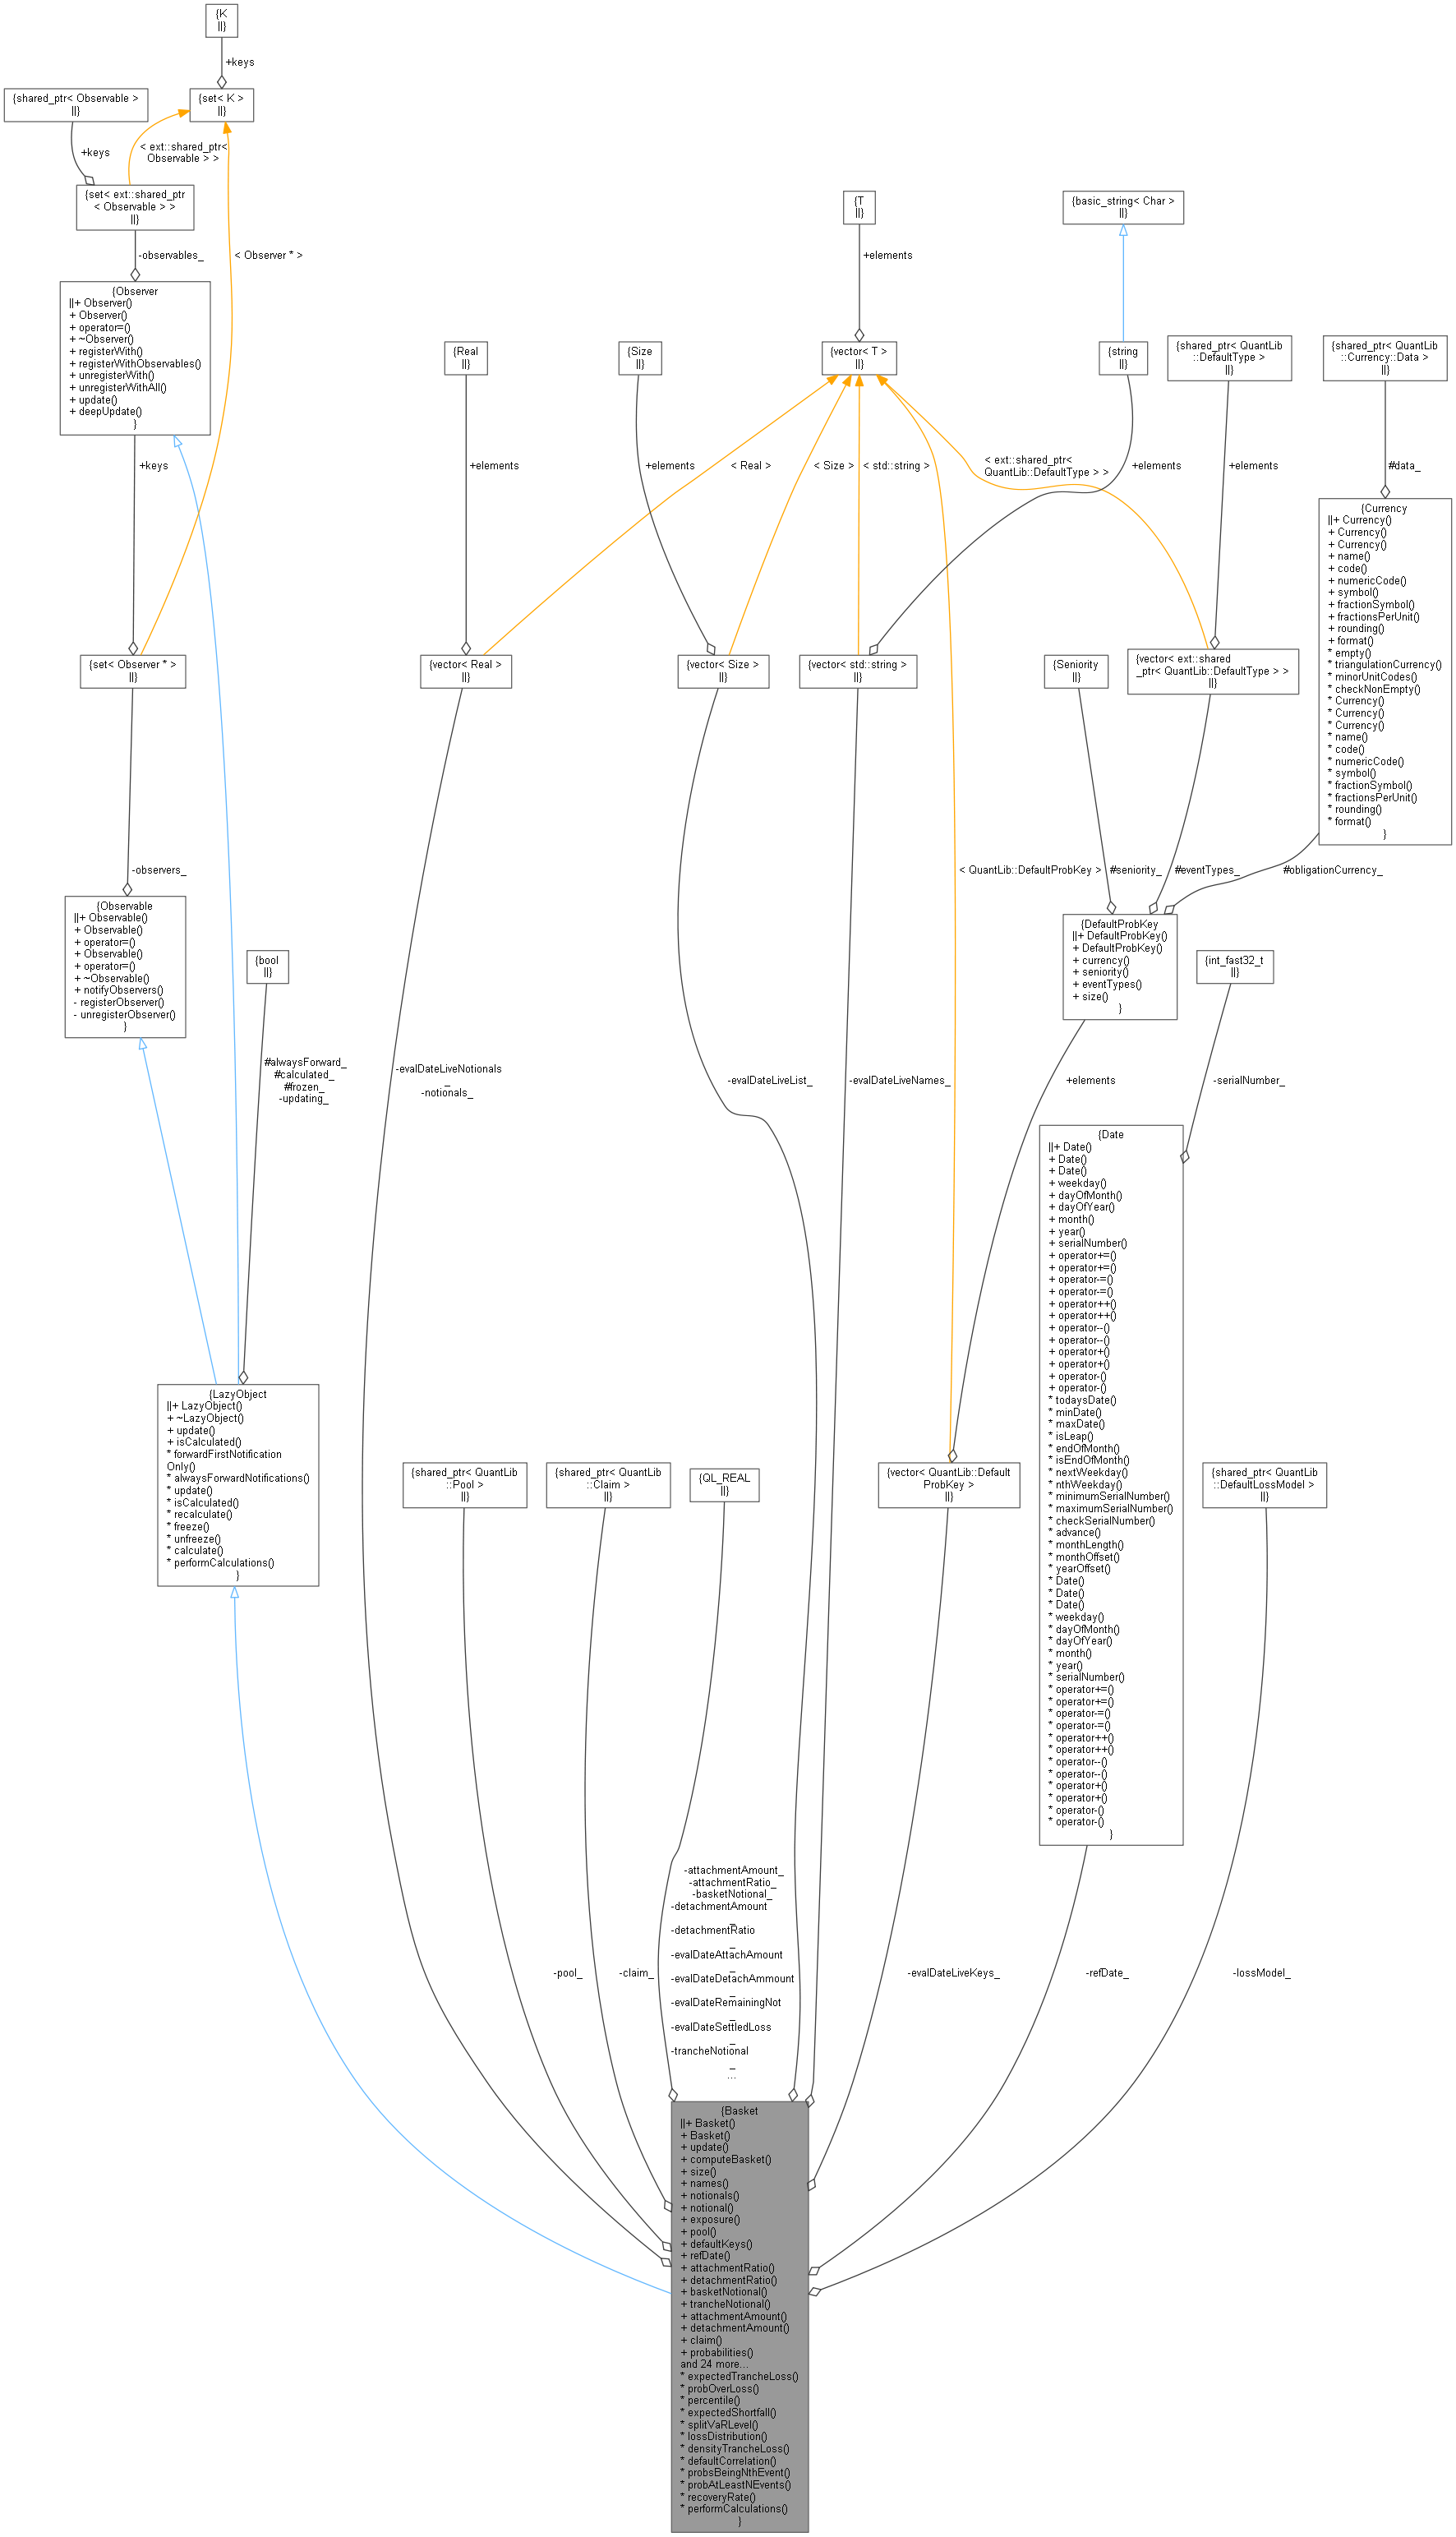 {K
||}
+keys
{shared_ptr< Observable >
||}
{set< K >
||}
+keys
< ext::shared_ptr<
Observable > >
{set< ext::shared_ptr
< Observable > >
||}
-observables_
< Observer * >
{Observer
||+ Observer()
+ Observer()
+ operator=()
+ ~Observer()
+ registerWith()
+ registerWithObservables()
+ unregisterWith()
+ unregisterWithAll()
+ update()
+ deepUpdate()
}
+keys
{set< Observer * >
||}
-observers_
{Observable
||+ Observable()
+ Observable()
+ operator=()
+ Observable()
+ operator=()
+ ~Observable()
+ notifyObservers()
- registerObserver()
- unregisterObserver()
}
{bool
||}
#alwaysForward_
#calculated_
#frozen_
-updating_
{LazyObject
||+ LazyObject()
+ ~LazyObject()
+ update()
+ isCalculated()
* forwardFirstNotification
Only()
* alwaysForwardNotifications()
* update()
* isCalculated()
* recalculate()
* freeze()
* unfreeze()
* calculate()
* performCalculations()
}
{T
||}
+elements
{vector< T >
||}
{basic_string< Char >
||}
{string
||}
{Real
||}
+elements
{Size
||}
+elements
< Real >
< Size >
< std::string >
< ext::shared_ptr<
QuantLib::DefaultType > >
+elements
{shared_ptr< QuantLib
::DefaultType >
||}
+elements
{shared_ptr< QuantLib
::Currency::Data >
||}
#data_
{Currency
||+ Currency()
+ Currency()
+ Currency()
+ name()
+ code()
+ numericCode()
+ symbol()
+ fractionSymbol()
+ fractionsPerUnit()
+ rounding()
+ format()
* empty()
* triangulationCurrency()
* minorUnitCodes()
* checkNonEmpty()
* Currency()
* Currency()
* Currency()
* name()
* code()
* numericCode()
* symbol()
* fractionSymbol()
* fractionsPerUnit()
* rounding()
* format()
}
{vector< Real >
||}
{vector< Size >
||}
{vector< std::string >
||}
{Seniority
||}
{vector< ext::shared
_ptr< QuantLib::DefaultType > >
||}
< QuantLib::DefaultProbKey >
#seniority_
#eventTypes_
#obligationCurrency_
{DefaultProbKey
||+ DefaultProbKey()
+ DefaultProbKey()
+ currency()
+ seniority()
+ eventTypes()
+ size()
}
{int_fast32_t
||}
-serialNumber_
-evalDateLiveNotionals
_
-notionals_
-evalDateLiveList_
-evalDateLiveNames_
+elements
{Date
||+ Date()
+ Date()
+ Date()
+ weekday()
+ dayOfMonth()
+ dayOfYear()
+ month()
+ year()
+ serialNumber()
+ operator+=()
+ operator+=()
+ operator-=()
+ operator-=()
+ operator++()
+ operator++()
+ operator--()
+ operator--()
+ operator+()
+ operator+()
+ operator-()
+ operator-()
* todaysDate()
* minDate()
* maxDate()
* isLeap()
* endOfMonth()
* isEndOfMonth()
* nextWeekday()
* nthWeekday()
* minimumSerialNumber()
* maximumSerialNumber()
* checkSerialNumber()
* advance()
* monthLength()
* monthOffset()
* yearOffset()
* Date()
* Date()
* Date()
* weekday()
* dayOfMonth()
* dayOfYear()
* month()
* year()
* serialNumber()
* operator+=()
* operator+=()
* operator-=()
* operator-=()
* operator++()
* operator++()
* operator--()
* operator--()
* operator+()
* operator+()
* operator-()
* operator-()
}
{shared_ptr< QuantLib
::Pool >
||}
{shared_ptr< QuantLib
::Claim >
||}
{QL_REAL
||}
{vector< QuantLib::Default
ProbKey >
||}
{shared_ptr< QuantLib
::DefaultLossModel >
||}
-pool_
-claim_
-attachmentAmount_
-attachmentRatio_
-basketNotional_
-detachmentAmount
_
-detachmentRatio
_
-evalDateAttachAmount
_
-evalDateDetachAmmount
_
-evalDateRemainingNot
_
-evalDateSettledLoss
_
-trancheNotional
_
...
-evalDateLiveKeys_
-refDate_
-lossModel_
{Basket
||+ Basket()
+ Basket()
+ update()
+ computeBasket()
+ size()
+ names()
+ notionals()
+ notional()
+ exposure()
+ pool()
+ defaultKeys()
+ refDate()
+ attachmentRatio()
+ detachmentRatio()
+ basketNotional()
+ trancheNotional()
+ attachmentAmount()
+ detachmentAmount()
+ claim()
+ probabilities()
and 24 more...
* expectedTrancheLoss()
* probOverLoss()
* percentile()
* expectedShortfall()
* splitVaRLevel()
* lossDistribution()
* densityTrancheLoss()
* defaultCorrelation()
* probsBeingNthEvent()
* probAtLeastNEvents()
* recoveryRate()
* performCalculations()
}